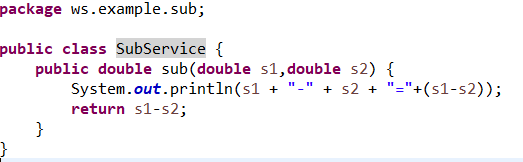 package ws.example.sub;
public class SubService {
public double sub(double s1,double s2) {
System.out.println(s1 + "-" + s2 + "="+(s1-s2));
return s1-s2;
}
}